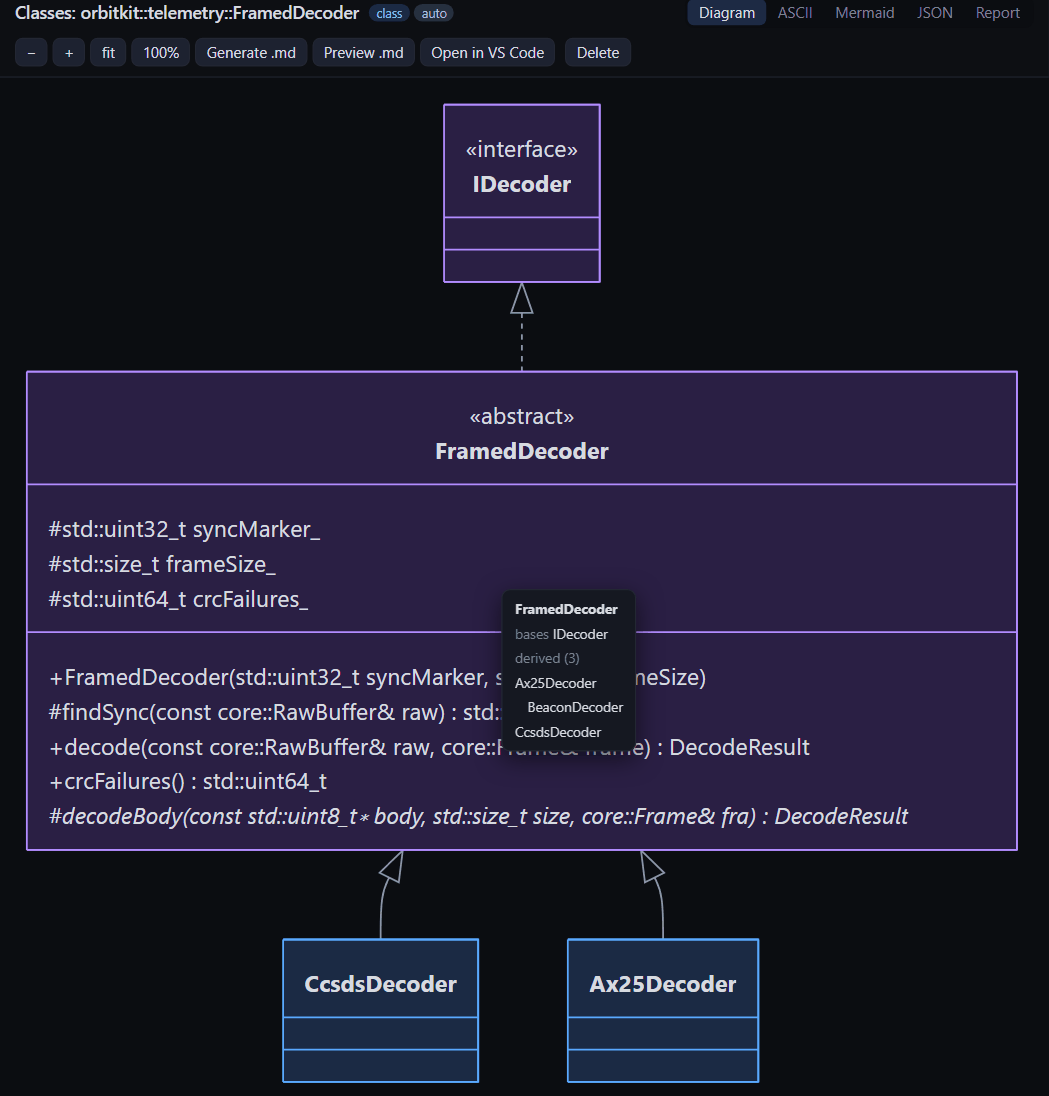 Classes: orbitkit::telemetry::FramedDecoder class auto Diagram ASCII Mermaid JSON Report
− + fit 100% Generate .md Preview .md Open in VS Code Delete
«interface»
IDecoder
«abstract»
FramedDecoder
#std::uint32_t syncMarker_
#std::size_t frameSize_
#std::uint64_t crcFailures_
+FramedDecoder(std::uint32_t syncMarker,
#findSync(const core::RawBuffer& raw) :
+decode(const core::RawBuffer& raw, core::Frame& frame) : DecodeResult
+crcFailures() : std::uint64_t
#decodeBody(const std::uint8_t* body, std::size_t size, core::Frame& fra) : DecodeResult
FramedDecoder
bases IDecoder
derived (3)
Ax25Decoder
BeaconDecoder
CcsdsDecoder
CcsdsDecoder
Ax25Decoder